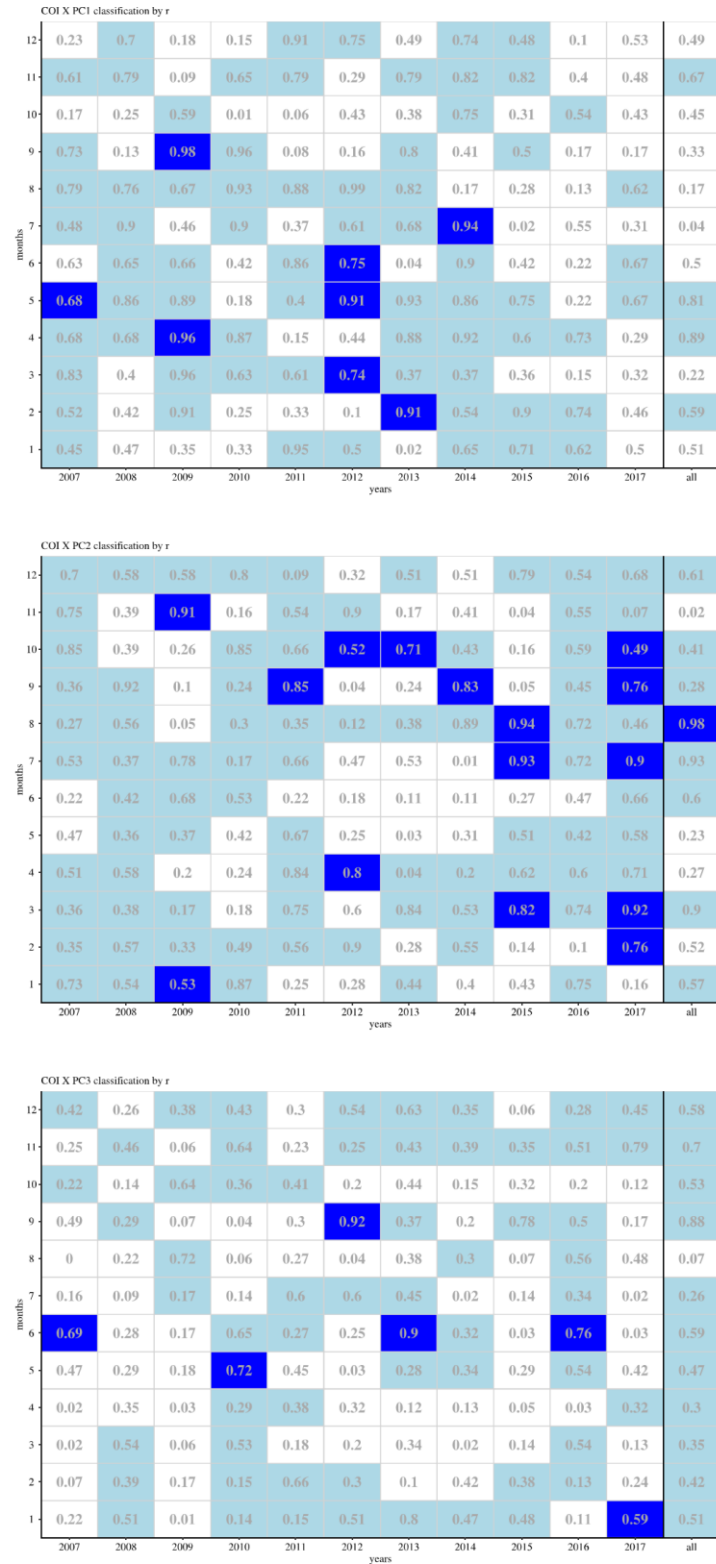 COI X PC1 classification by r
12 0.23 0.7 0.18 0.15 0.91 0.75 0.49 0.74 0.48 0.1 0.53 0.49
11 0.61 0.79 0.09 0.65 0.79 0.29 0.79 0.82 0.82 0.4 0.48 0.67
10 0.17 0.25 0.59 0.01 0.06 0.43 0.38 0.75 0.31 0.54 0.43 0.45
9 0.73 0.13 0.98 0.96 0.08 0.16 0.8 0.41 0.5 0.17 0.17 0.33
8 0.79 0.76 0.67 0.93 0.88 0.99 0.82 0.17 0.28 0.13 0.62 0.17
7 0.48 0.9 0.46 0.9 0.37 0.61 0.68 0.94 0.02 0.55 0.31 0.04
months
6 0.63 0.65 0.66 0.42 0.86 0.75 0.04 0.9 0.42 0.22 0.67 0.5
5 0.68 0.86 0.89 0.18 0.4 0.91 0.93 0.86 0.75 0.22 0.67 0.81
4 0.68 0.68 0.96 0.87 0.15 0.44 0.88 0.92 0.6 0.73 0.29 0.89
3 0.83 0.4 0.96 0.63 0.61 0.74 0.37 0.37 0.36 0.15 0.32 0.22
2 0.52 0.42 0.91 0.25 0.33 0.1 0.91 0.54 0.9 0.74 0.46 0.59
1 0.45 0.47 0.35 0.33 0.95 0.5 0.02 0.65 0.71 0.62 0.5 0.51
2007 2008 2009 2010 2011 2012 2013 2014 2015 2016 2017 all
years
COI X PC2 classification by r
12 0.7 0.58 0.58 0.8 0.09 0.32 0.51 0.51 0.79 0.54 0.68 0.61
11 0.75 0.39 0.91 0.16 0.54 0.9 0.17 0.41 0.04 0.55 0.07 0.02
10 0.85 0.39 0.26 0.85 0.66 0.52 0.71 0.43 0.16 0.59 0.49 0.41
9 0.36 0.92 0.1 0.24 0.85 0.04 0.24 0.83 0.05 0.45 0.76 0.28
8 0.27 0.56 0.05 0.3 0.35 0.12 0.38 0.89 0.94 0.72 0.46 0.98
7 0.53 0.37 0.78 0.17 0.66 0.47 0.53 0.01 0.93 0.72 0.9 0.93
months
6 0.22 0.42 0.68 0.53 0.22 0.18 0.11 0.11 0.27 0.47 0.66 0.6
5 0.47 0.36 0.37 0.42 0.67 0.25 0.03 0.31 0.51 0.42 0.58 0.23
4 0.51 0.58 0.2 0.24 0.84 0.8 0.04 0.2 0.62 0.6 0.71 0.27
3 0.36 0.38 0.17 0.18 0.75 0.6 0.84 0.53 0.82 0.74 0.92 0.9
2 0.35 0.57 0.33 0.49 0.56 0.9 0.28 0.55 0.14 0.1 0.76 0.52
1 0.73 0.54 0.53 0.87 0.25 0.28 0.44 0.4 0.43 0.75 0.16 0.57
2007 2008 2009 2010 2011 2012 2013 2014 2015 2016 2017 all
years
COI X PC3 classification by r
12 0.42 0.26 0.38 0.43 0.3 0.54 0.63 0.35 0.06 0.28 0.45 0.58
11 0.25 0.46 0.06 0.64 0.23 0.25 0.43 0.39 0.35 0.51 0.79 0.7
10 0.22 0.14 0.64 0.36 0.41 0.2 0.44 0.15 0.32 0.2 0.12 0.53
9 0.49 0.29 0.07 0.04 0.3 0.92 0.37 0.2 0.78 0.5 0.17 0.88
8 0 0.22 0.72 0.06 0.27 0.04 0.38 0.3 0.07 0.56 0.48 0.07
7 0.16 0.09 0.17 0.14 0.6 0.6 0.45 0.02 0.14 0.34 0.02 0.26
months
6 0.69 0.28 0.17 0.65 0.27 0.25 0.9 0.32 0.03 0.76 0.03 0.59
5 0.47 0.29 0.18 0.72 0.45 0.03 0.28 0.34 0.29 0.54 0.42 0.47
4 0.02 0.35 0.03 0.29 0.38 0.32 0.12 0.13 0.05 0.03 0.32 0.3
3 0.02 0.54 0.06 0.53 0.18 0.2 0.34 0.02 0.14 0.54 0.13 0.35
2 0.07 0.39 0.17 0.15 0.66 0.3 0.1 0.42 0.38 0.13 0.24 0.42
1 0.22 0.51 0.01 0.14 0.15 0.51 0.8 0.47 0.48 0.11 0.59 0.51
2007 2008 2009 2010 2011 2012 2013 2014 2015 2016 2017 all
years